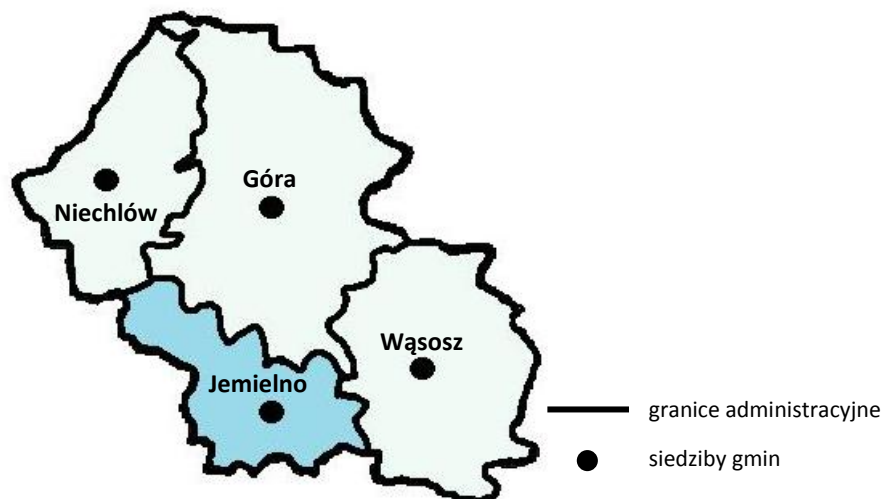 Góra
Niechlów
Wąsosz
Jemielno
granice administracyjne
siedziby gmin